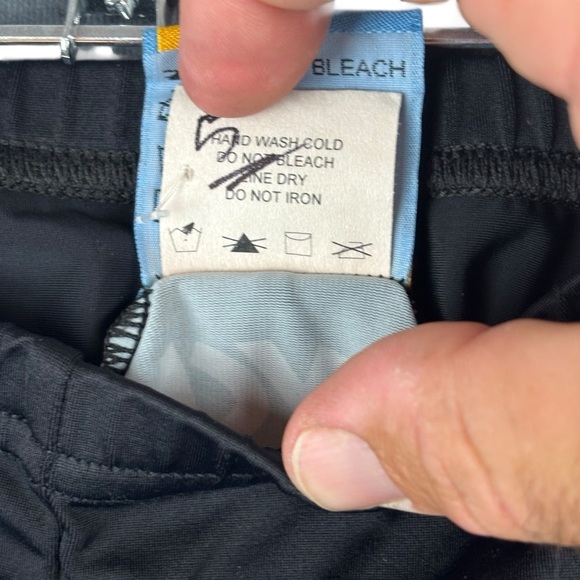 BLEACH
HAND WASH COLD
DO NOT BLEACH
LINE DRY
DO NOT IRON